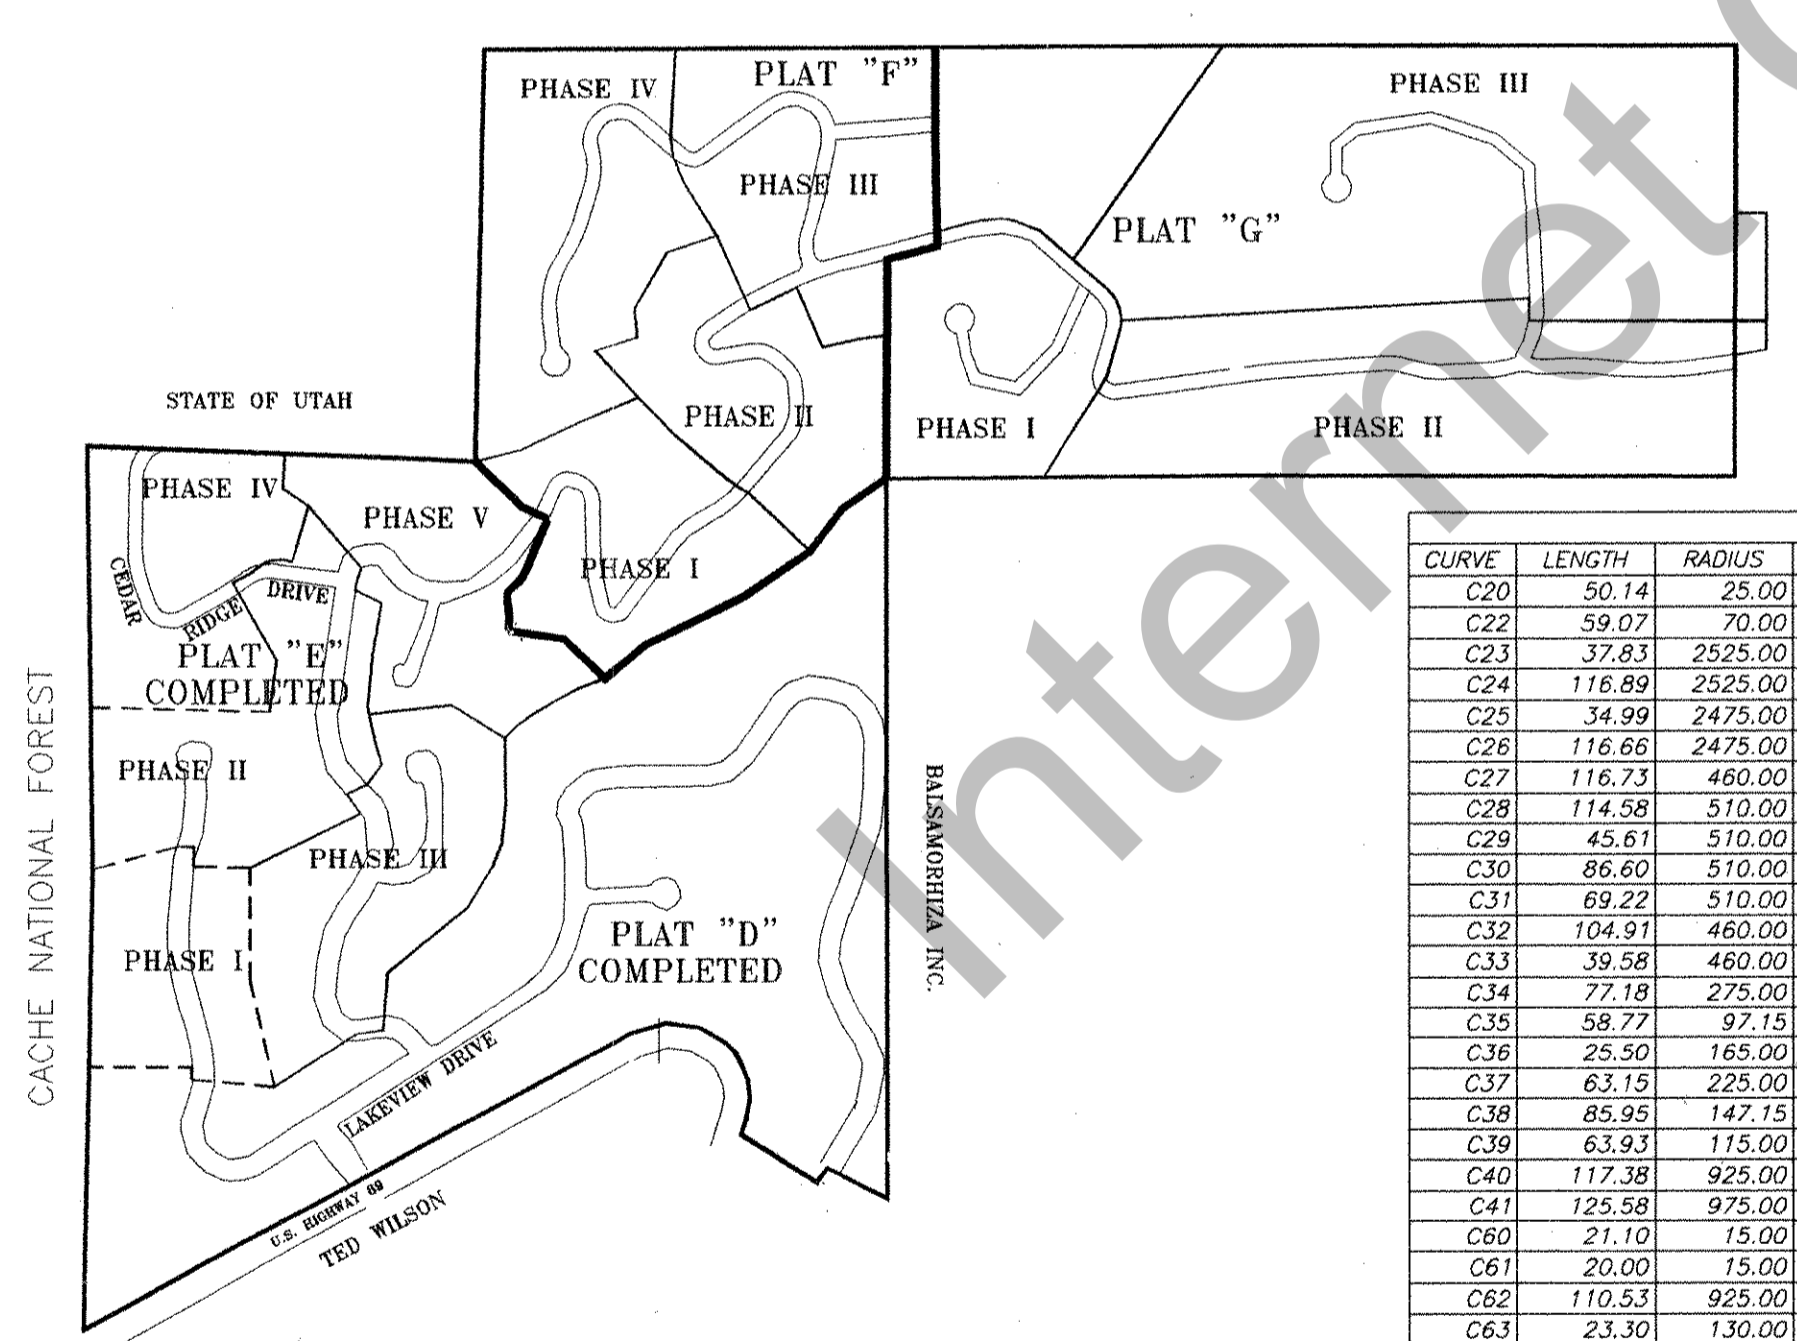 PHASE IV
PLAT "F"
PHASE III
PHASE III
PLAT "G"
STATE OF UTAH
PHASE II
PHASE I
PHASE II
PHASE IV
PHASE V
PHASE I
CEDAR
RIDGE
DRIVE
PLAT "E"
COMPLETED
CACHE NATIONAL FOREST
PHASE II
PHASE III
PHASE I
PLAT "D"
COMPLETED
BALSAMORHIZA INC.
LAKEVIEW DRIVE
U.S. HIGHWAY 89
TED WILSON
Internet
CURVE LENGTH RADIUS
C20 50.14 25.00
C22 59.07 70.00
C23 37.83 2525.00
C24 116.89 2525.00
C25 34.99 2475.00
C26 116.66 2475.00
C27 116.73 460.00
C28 114.58 510.00
C29 45.61 510.00
C30 86.60 510.00
C31 69.22 510.00
C32 104.91 460.00
C33 39.58 460.00
C34 77.18 275.00
C35 58.77 97.15
C36 25.50 165.00
C37 63.15 225.00
C38 85.95 147.15
C39 63.93 115.00
C40 117.38 925.00
C41 125.58 975.00
C60 21.10 15.00
C61 20.00 15.00
C62 110.53 925.00
C63 23.30 130.00